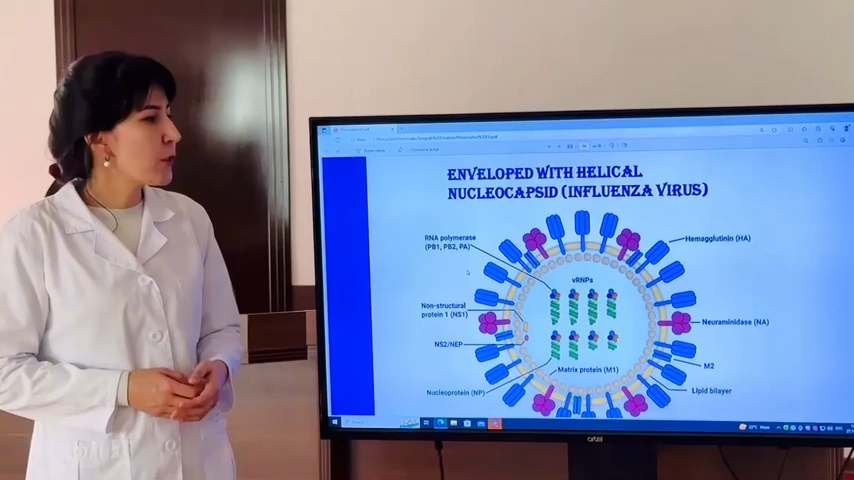 ENVELOPED WITH HELICAL
NUCLEOCAPSID (INFLUENZA VIRUS)
RNA polymerase
(PB1, PB2, PA)
Hemagglutinin (HA)
vRNPs
Non-structural
protein 1 (NS1)
Neuraminidase (NA)
NS2/NEP
M2
Matrix protein (M1)
Nucleoprotein (NP)
Lipid bilayer
artel